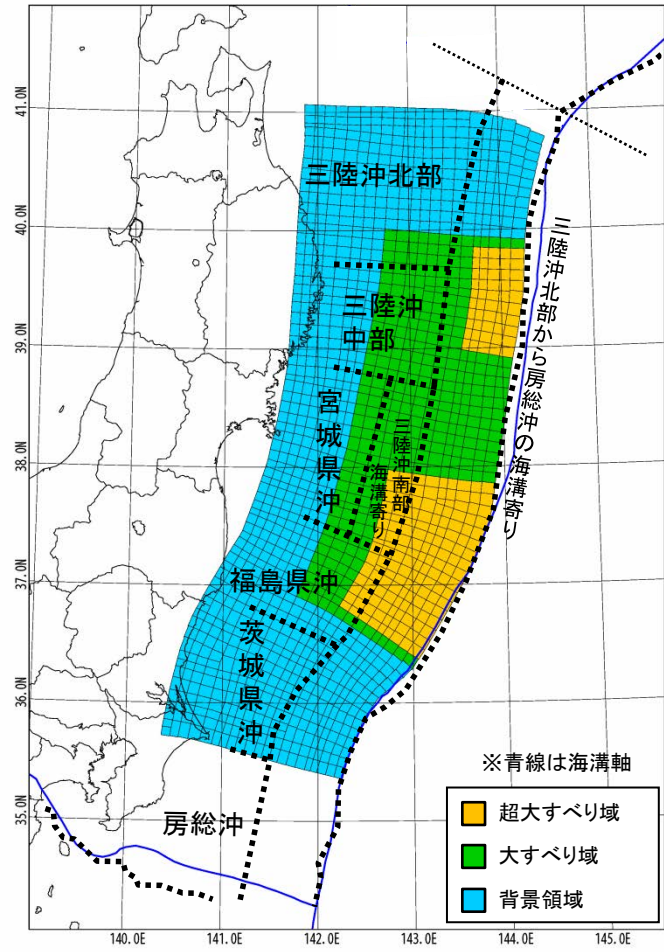 41.0N
40.0N
39.0N
38.0N
37.0N
36.0N
35.0N
三陸沖北部
三陸沖
中部
宮城県沖
三陸沖南部
海溝寄り
三陸沖北部から房総沖の海溝寄り
福島県沖
茨城県沖
房総沖
※青線は海溝軸
超大すべり域
大すべり域
背景領域
140.0E
141.0E
142.0E
143.0E
144.0E
145.0E